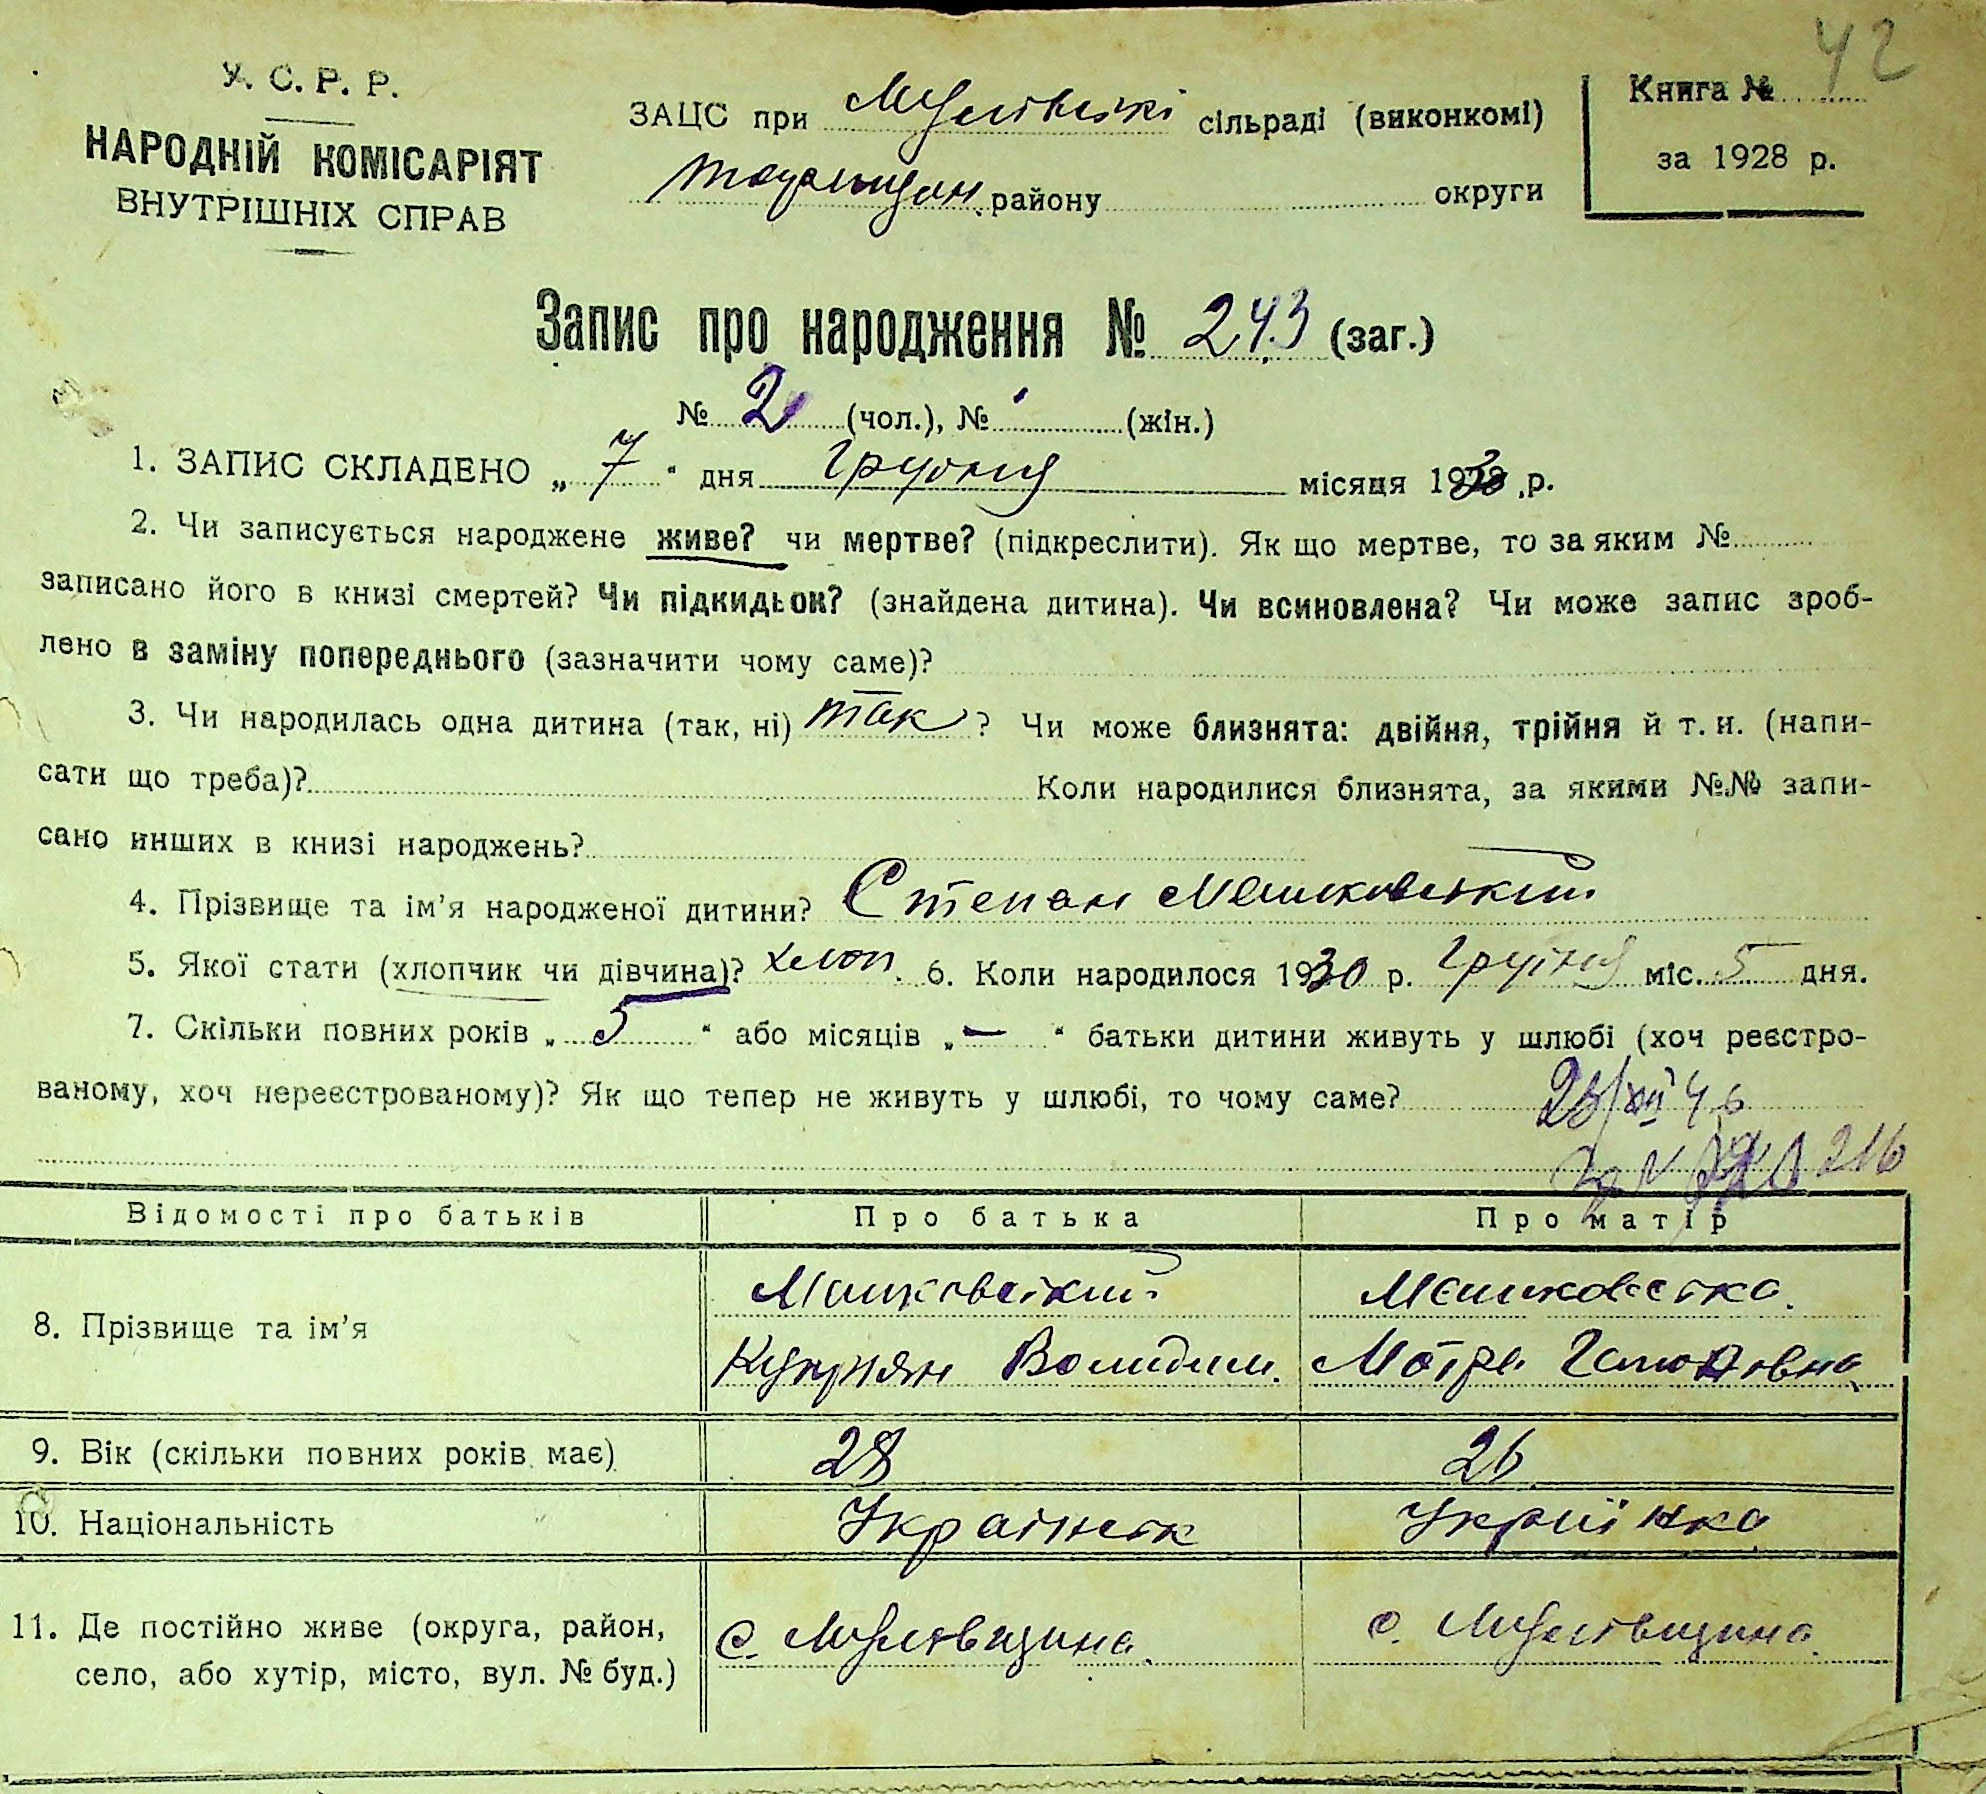 42
У. С. Р. Р.
НАРОДНІЙ КОМІСАРІЯТ
ВНУТРІШНІХ СПРАВ
ЗАЦС при сільраді (виконкомі)
району округи
Книга №
за 1928 р.
Запис про народження № 243 (заг.)
№ 2 (чол.), № (жін.)
1. ЗАПИС СКЛАДЕНО „ 7 “ дня Грудня місяця 1930 р.
2. Чи записується народжене живе? чи мертве? (підкреслити). Як що мертве, то за яким №
записано його в книзі смертей? Чи підкидьок? (знайдена дитина). Чи всиновлена? Чи може запис зроб-
лено в заміну попереднього (зазначити чому саме)?
3. Чи народилась одна дитина (так, ні) так ? Чи може близнята: двійня, трійня й т. и. (напи-
сати що треба)? Коли народилися близнята, за якими №№ запи-
сано инших в книзі народжень?
4. Прізвище та ім’я народженої дитини? Степан Мешковський
5. Якої стати (хлопчик чи дівчина)? хлоп. 6. Коли народилося 1930 р. Грудня міс. 5 дня.
7. Скільки повних років „ 5 “ або місяців „ — “ батьки дитини живуть у шлюбі (хоч реєстро-
ваному, хоч нереєстрованому)? Як що тепер не живуть у шлюбі, то чому саме?
216
Відомості про батьків Про батька Про матір
8. Прізвище та ім’я Мешковський Мешковська.
Купріян Володим. Мотра
9. Вік (скільки повних років має) 28 26
10. Національність Українець Українка
11. Де постійно живе (округа, район,
село, або хутір, місто, вул. № буд.) с. с.